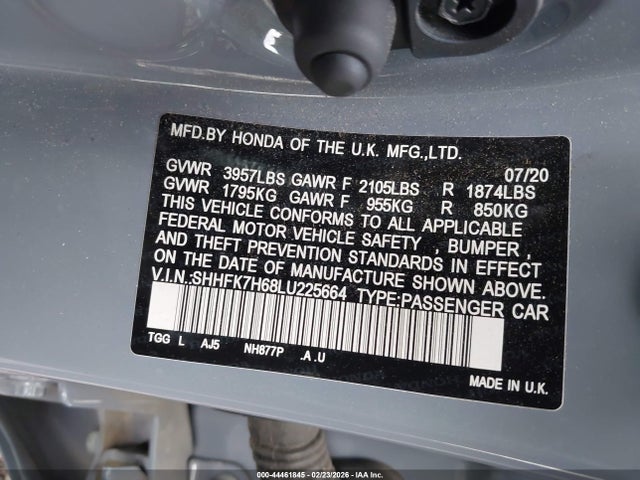 E
MFD.BY HONDA OF THE U.K. MFG.,LTD.
07/20
GVWR 3957LBS GAWR F 2105LBS R 1874LBS
GVWR 1795KG GAWR F 955KG R 850KG
THIS VEHICLE CONFORMS TO ALL APPLICABLE
FEDERAL MOTOR VEHICLE SAFETY , BUMPER ,
AND THEFT PREVENTION STANDARDS IN EFFECT
ON THE DATE OF MANUFACTURE SHOWN ABOVE.
V.I.N.:SHHFK7H68LU225664 TYPE:PASSENGER CAR
TGG L AJ5 NH877P .A .U
MADE IN U.K.
000-44461845 - 02/23/2026 - IAA, Inc.